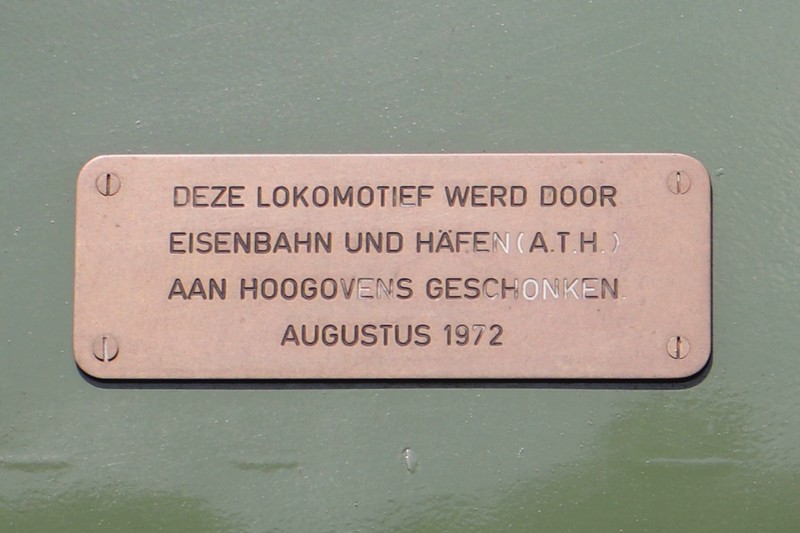 DEZE LOKOMOTIEF WERD DOOR
EISENBAHN UND HÄFEN (A.T.H.)
AAN HOOGOVENS GESCHONKEN.
AUGUSTUS 1972